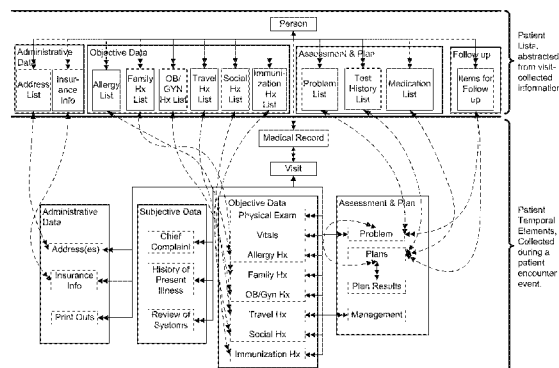 Person
Administrative
Data
Objective Data
Assessment & Plan
Follow up
Address
List
Insur-
ance
Info
Allergy
List
Family
Hx
List
OB/
GYN
Hx List
Travel
Hx
List
Social
Hx
List
Immuni-
zation
Hx
List
Problem
List
Test
History
List
Medication
List
Items for
Follow
up
Patient
Lists,
abstracted
from visit-
collected
information
Medical Record
Visit
Administrative
Data
Address(es)
Insurance
Info
Print Outs
Subjective Data
Chief
Complaint
History of
Present
Illness
Review of
Systems
Objective Data
Physical Exam
Vitals
Allergy Hx
Family Hx
OB/Gyn Hx
Travel Hx
Social Hx
Immunization Hx
Assessment & Plan
Problem
Plans
Plan Results
Management
Patient
Temporal
Elements,
Collected
during a
patient
encounter
event.